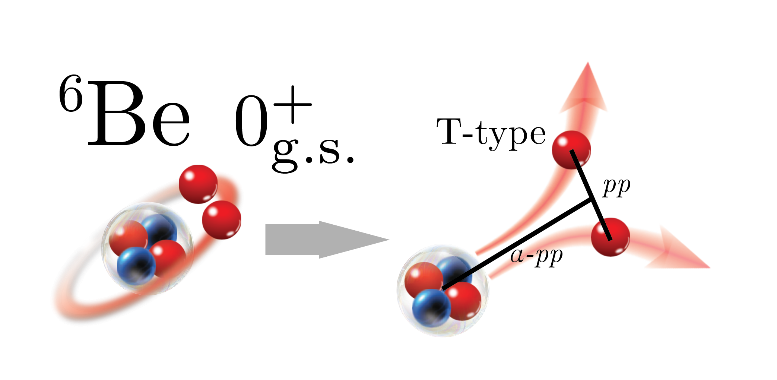 ⁶Be 0⁺g.s.
T-type
pp
a-pp